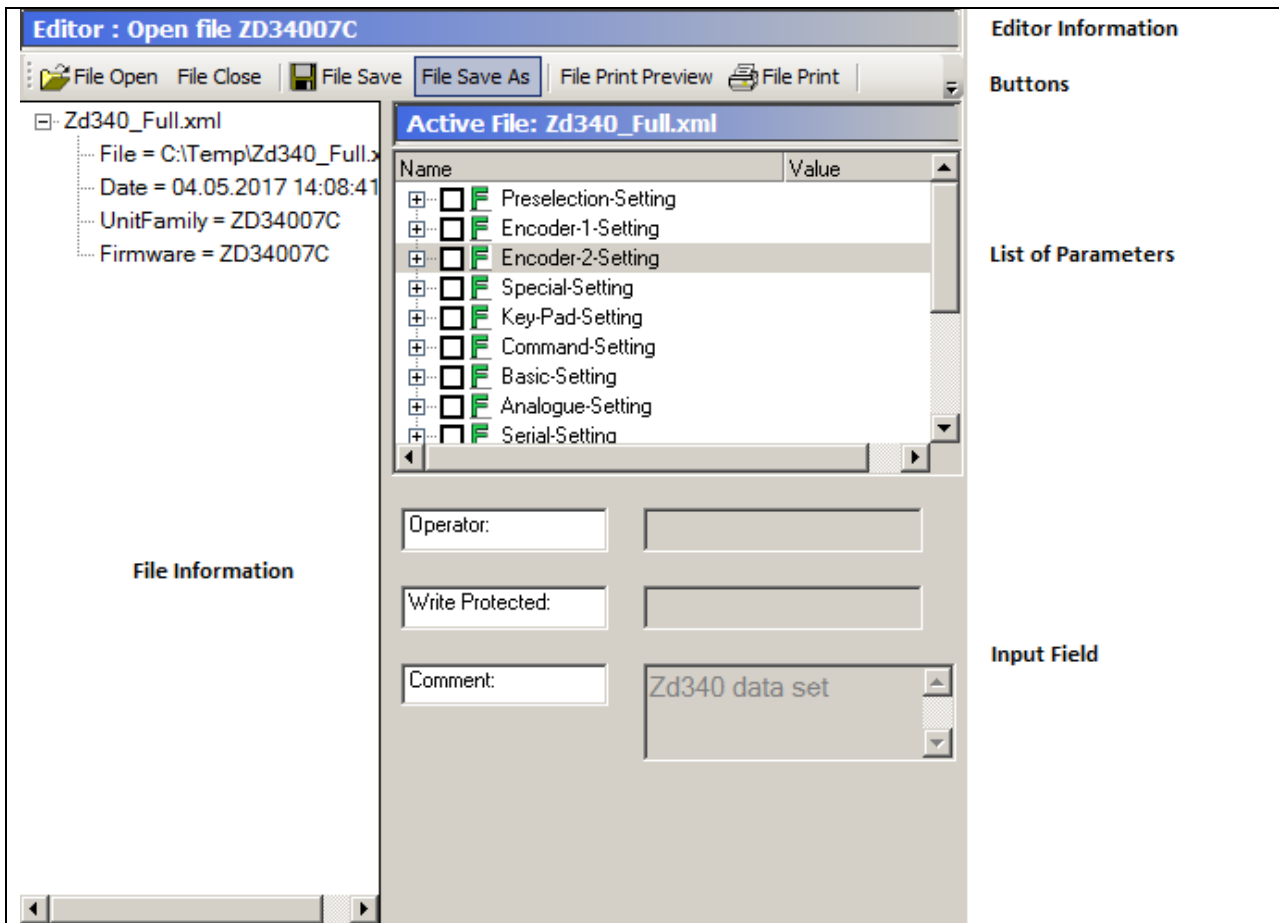 Editor : Open file ZD34007C
Editor Information
File Open File Close File Save File Save As File Print Preview File Print
Buttons
Zd340_Full.xml
File = C:\Temp\Zd340_Full.x
Date = 04.05.2017 14:08:41
UnitFamily = ZD34007C
Firmware = ZD34007C
File Information
Active File: Zd340_Full.xml
Name Value
Preselection-Setting
Encoder-1-Setting
Encoder-2-Setting
Special-Setting
Key-Pad-Setting
Command-Setting
Basic-Setting
Analogue-Setting
Serial-Setting
List of Parameters
Operator:
Write Protected:
Comment:
Zd340 data set
Input Field